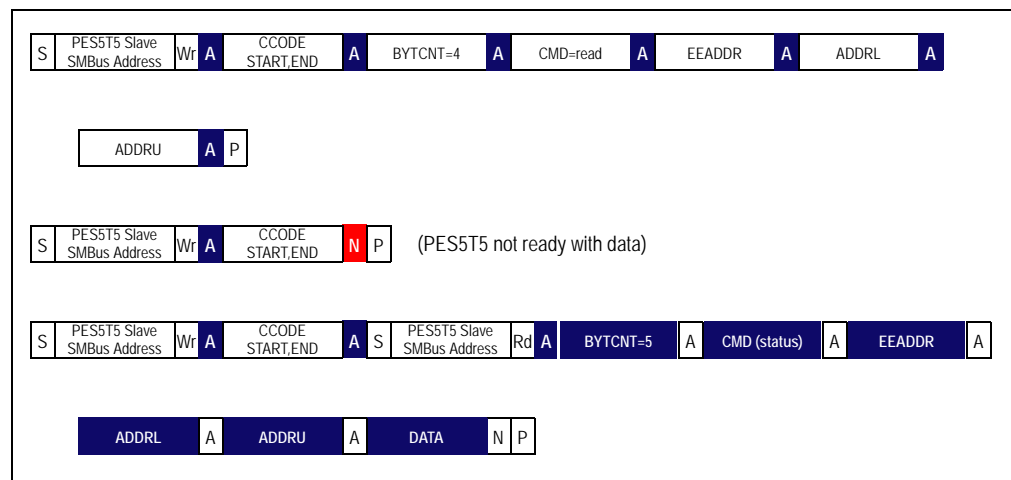 S PES5T5 Slave SMBus Address Wr A CCODE START,END A BYTCNT=4 A CMD=read A EEADDR A ADDRL A
ADDRU A P
S PES5T5 Slave SMBus Address Wr A CCODE START,END N P (PES5T5 not ready with data)
S PES5T5 Slave SMBus Address Wr A CCODE START,END A S PES5T5 Slave SMBus Address Rd A BYTCNT=5 A CMD (status) A EEADDR A
ADDRL A ADDRU A DATA N P